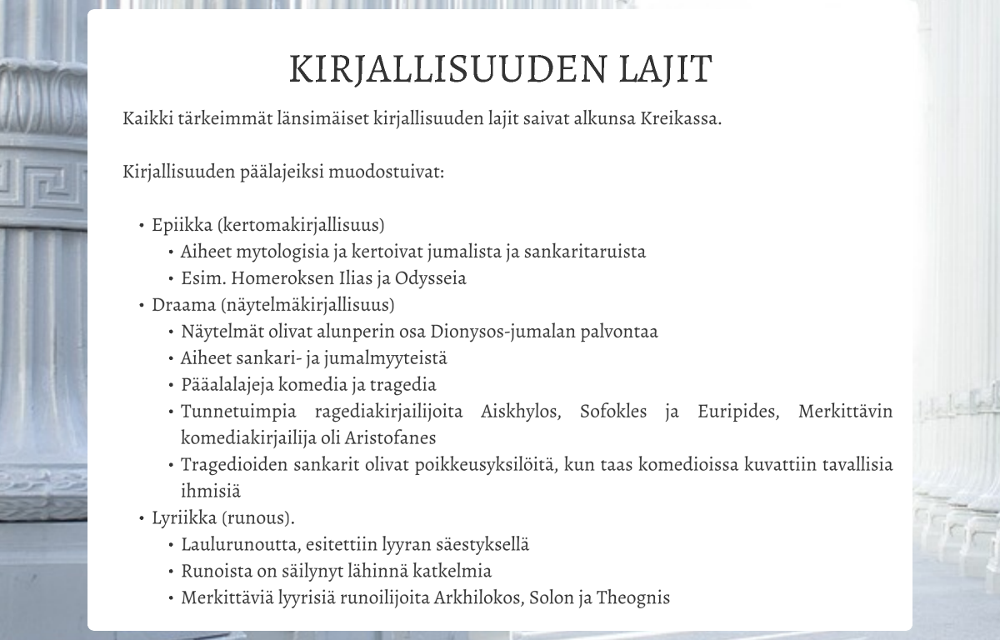 KIRJALLISUUDEN LAJIT
Kaikki tärkeimmät länsimäiset kirjallisuuden lajit saivat alkunsa Kreikassa.
Kirjallisuuden päälajeiksi muodostuivat:
• Epiikka (kertomakirjallisuus)
• Aiheet mytologisia ja kertoivat jumalista ja sankaritaruista
• Esim. Homeroksen Ilias ja Odysseia
• Draama (näytelmäkirjallisuus)
• Näytelmät olivat alunperin osa Dionysos-jumalan palvontaa
• Aiheet sankari- ja jumalmyyteistä
• Pääalalajeja komedia ja tragedia
• Tunnetuimpia ragediakirjailijoita Aiskhylos, Sofokles ja Euripides, Merkittävin
komediakirjailija oli Aristofanes
• Tragedioiden sankarit olivat poikkeusyksilöitä, kun taas komedioissa kuvattiin tavallisia
ihmisiä
• Lyriikka (runous).
• Laulurunoutta, esitettiin lyyran säestyksellä
• Runoista on säilynyt lähinnä katkelmia
• Merkittäviä lyyrisiä runoilijoita Arkhilokos, Solon ja Theognis